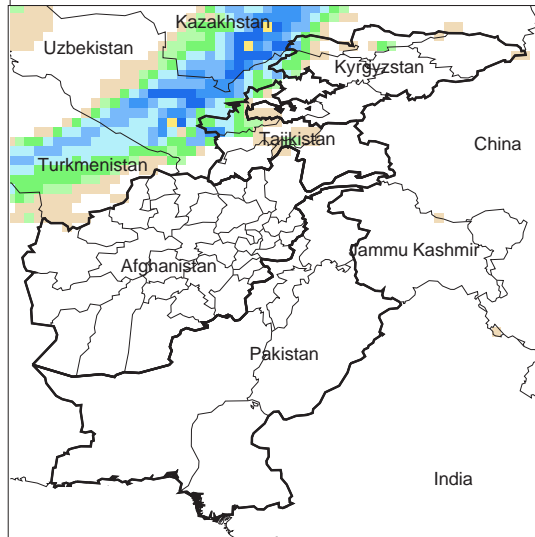 Kazakhstan
Uzbekistan
Kyrgyzstan
Tajikistan
China
Turkmenistan
Jammu Kashmir
Afghanistan
Pakistan
India